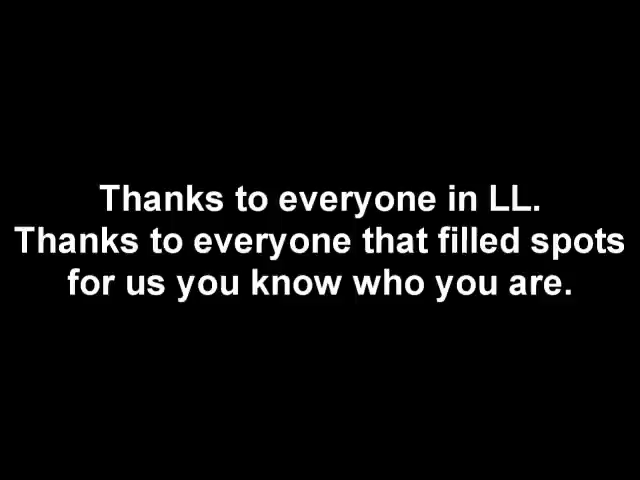 Thanks to everyone in LL.
Thanks to everyone that filled spots
for us you know who you are.